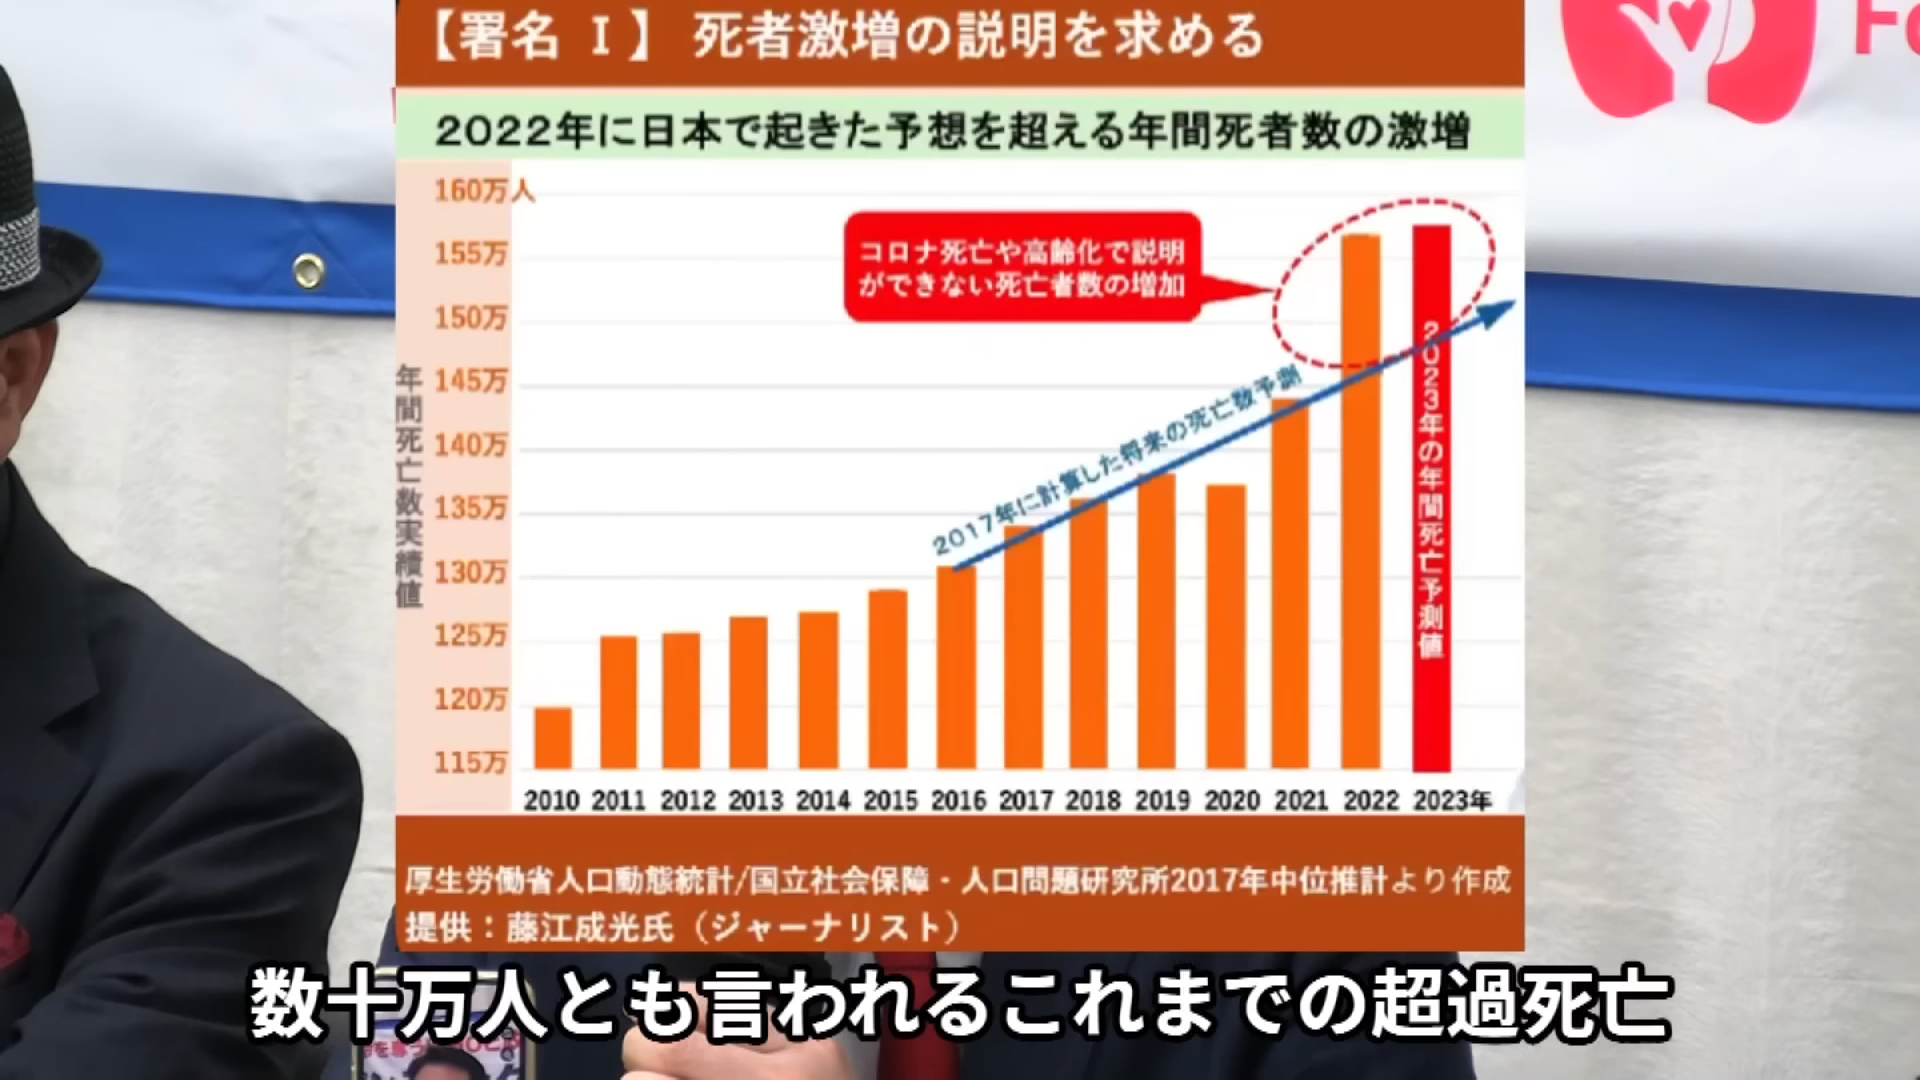 【署名 Ⅰ】 死者激増の説明を求める
Fo
2022年に日本で起きた予想を超える年間死者数の激増
160万人
155万
150万
145万
140万
135万
130万
125万
120万
115万
年間死亡数実績値
コロナ死亡や高齢化で説明
ができない死亡者数の増加
2017年に計算した将来の死亡数予測
2023年の年間死亡予測値
2010 2011 2012 2013 2014 2015 2016 2017 2018 2019 2020 2021 2022 2023年
厚生労働省人口動態統計/国立社会保障・人口問題研究所2017年中位推計より作成
提供：藤江成光氏（ジャーナリスト）
数十万人とも言われるこれまでの超過死亡